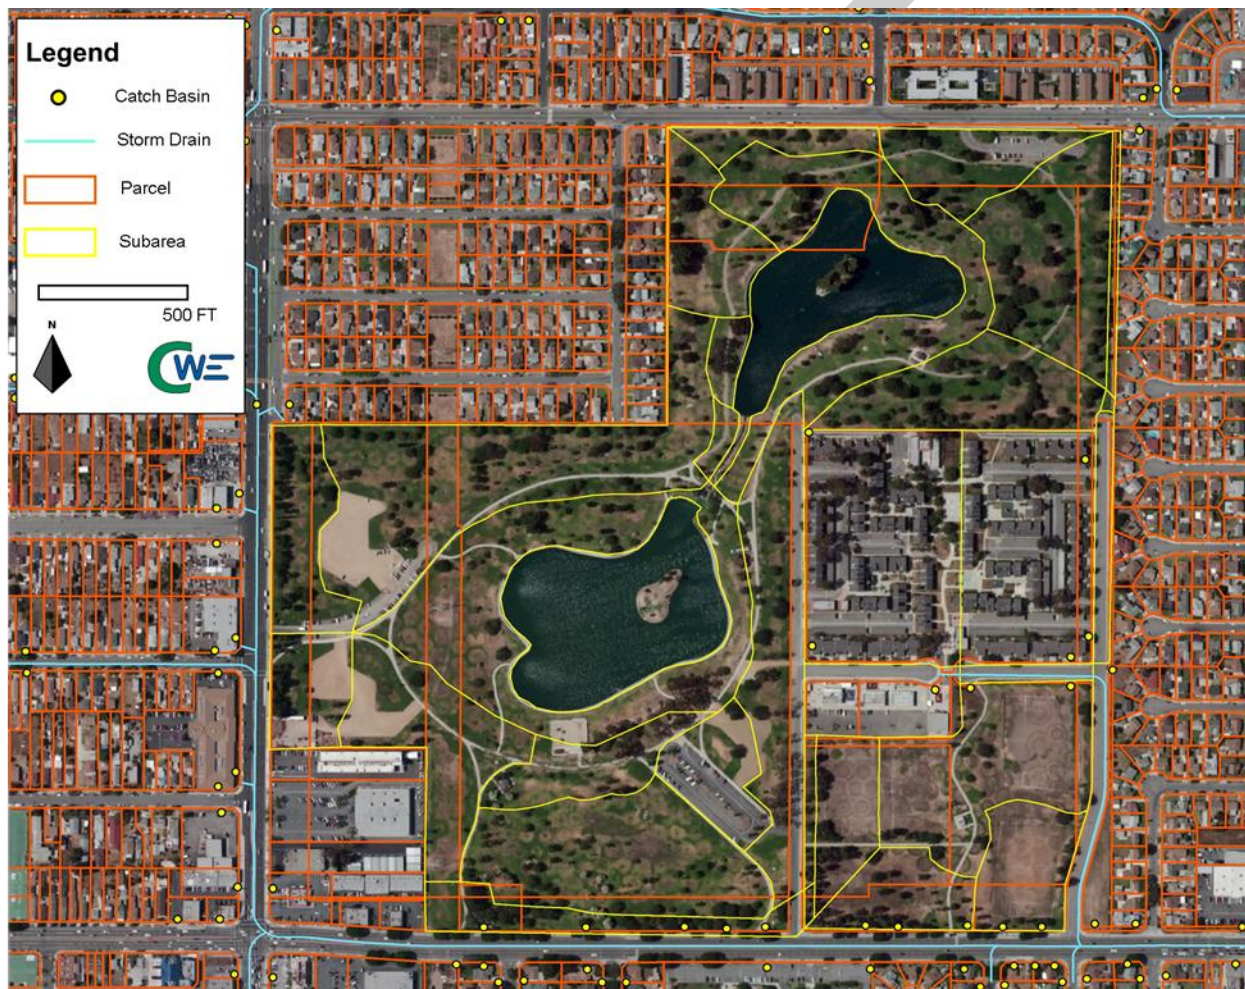 Legend
Catch Basin
Storm Drain
Parcel
Subarea
500 FT
N
CWE